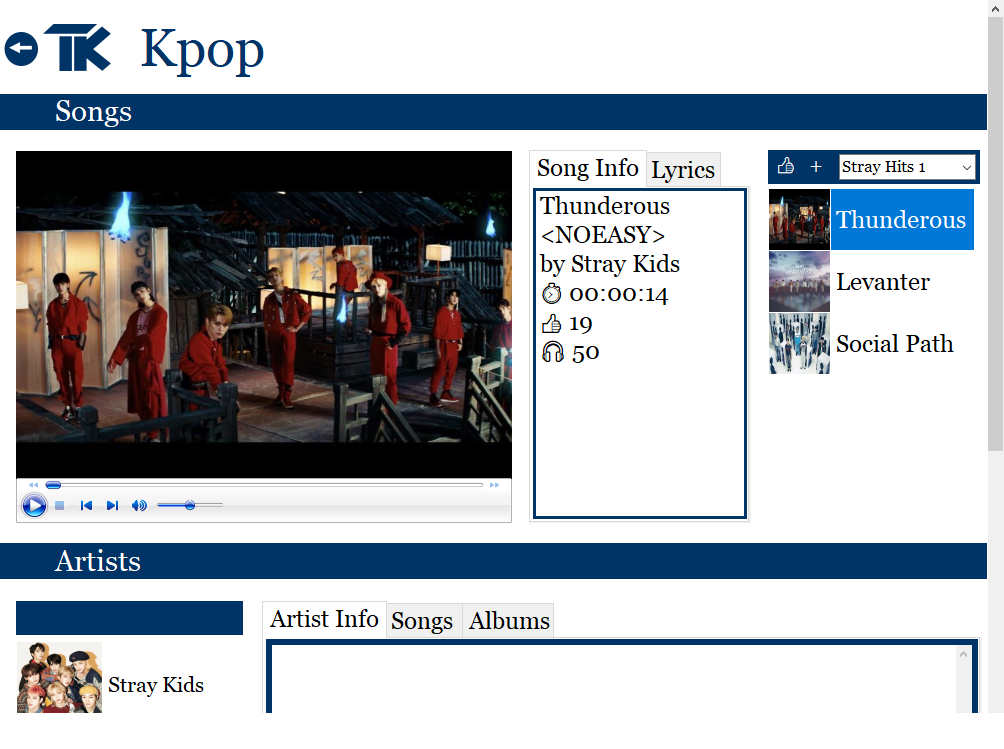 TK Kpop
Songs
Song Info
Lyrics
Thunderous
<NOEASY>
by Stray Kids
00:00:14
19
50
+
Stray Hits 1
Thunderous
Levanter
Social Path
Artists
Stray Kids
Artist Info
Songs
Albums